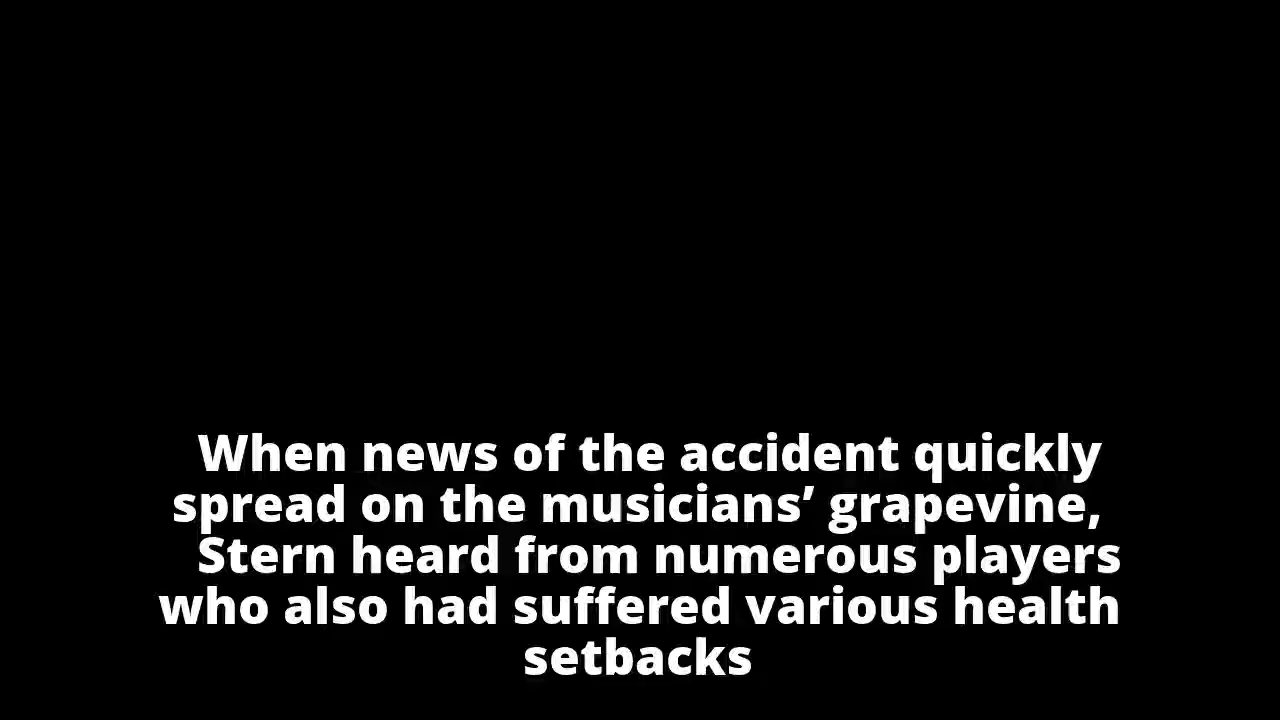 When news of the accident quickly
spread on the musicians’ grapevine,
Stern heard from numerous players
who also had suffered various health
setbacks